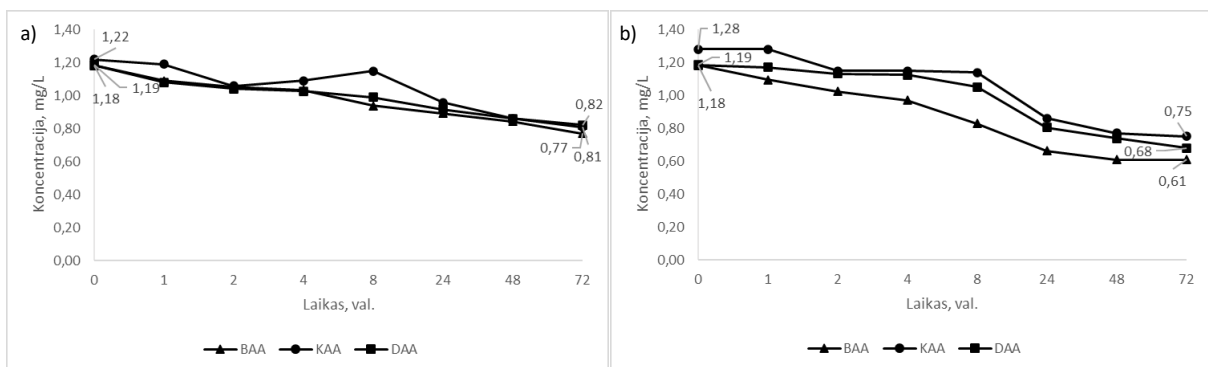 a)
Koncentracija, mg/L
1,40
1,20
1,00
0,80
0,60
0,40
0,20
0,00
1,22
1,19
1,18
0,82
0,77
0,81
0 1 2 4 8 24 48 72
Laikas, val.
BAA KAA DAA
b)
Koncentracija, mg/L
1,40
1,20
1,00
0,80
0,60
0,40
0,20
0,00
1,28
1,19
1,18
0,75
0,68
0,61
0 1 2 4 8 24 48 72
Laikas, val.
BAA KAA DAA